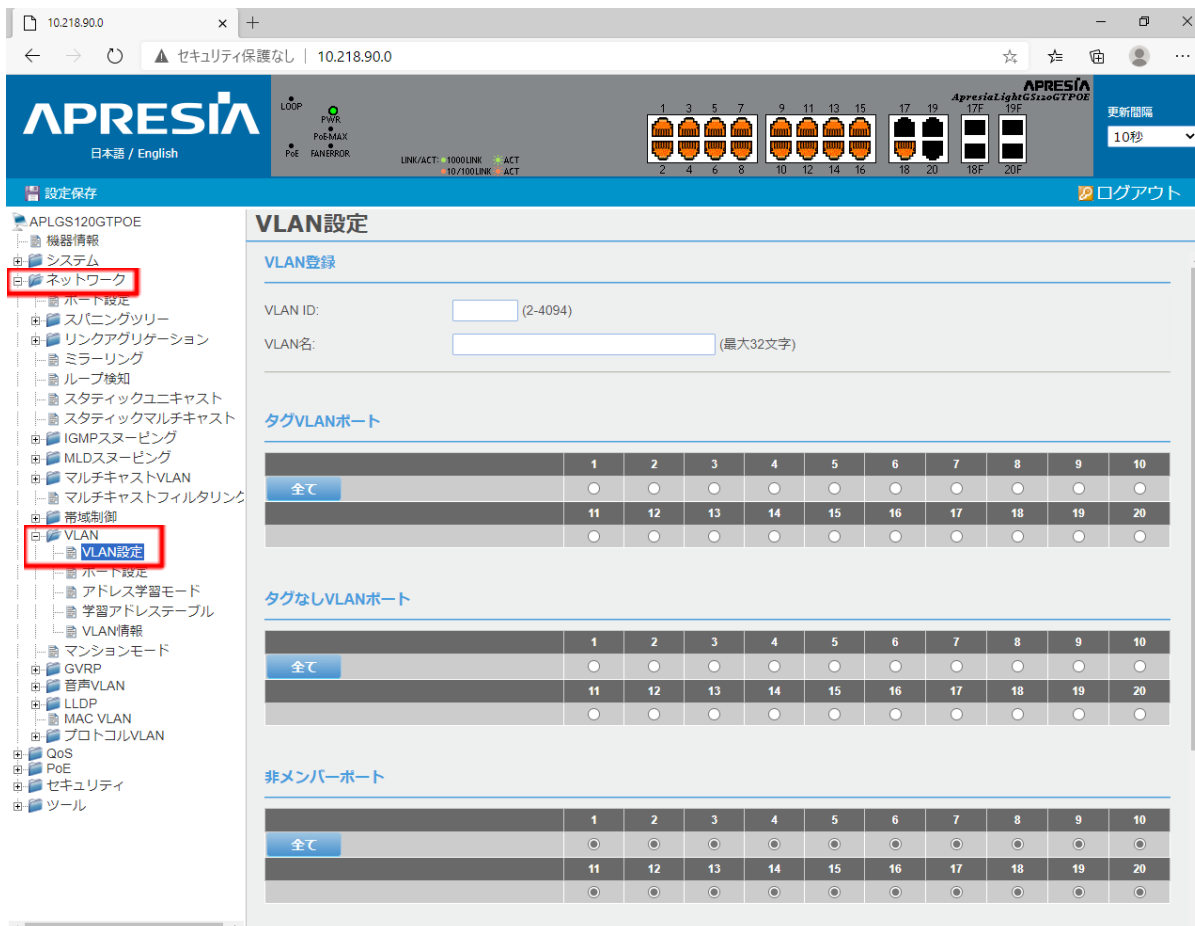 10.218.90.0
セキュリティ保護なし | 10.218.90.0
APRESIA
日本語 / English
LOOP
PWR
PoEMAX
PoE FANERROR
LINK/ACT: 1000LINK ACT
10/100LINK ACT
APRESIA
ApresiaLightGS120GTPOE
1 3 5 7 9 11 13 15 17 19 17F 19F
2 4 6 8 10 12 14 16 18 20 18F 20F
更新間隔
10秒
設定保存
ログアウト
APLGS120GTPOE
機器情報
システム
ネットワーク
ポート設定
スパニングツリー
リンクアグリゲーション
ミラーリング
ループ検知
スタティックユニキャスト
スタティックマルチキャスト
IGMPスヌーピング
MLDスヌーピング
マルチキャストVLAN
マルチキャストフィルタリング
帯域制御
VLAN
VLAN設定
ポート設定
アドレス学習モード
学習アドレステーブル
VLAN情報
マンションモード
GVRP
音声VLAN
LLDP
MAC VLAN
プロトコルVLAN
QoS
PoE
セキュリティ
ツール
VLAN設定
VLAN登録
VLAN ID: (2-4094)
VLAN名: (最大32文字)
タグVLANポート
1 2 3 4 5 6 7 8 9 10
全て
11 12 13 14 15 16 17 18 19 20
タグなしVLANポート
1 2 3 4 5 6 7 8 9 10
全て
11 12 13 14 15 16 17 18 19 20
非メンバーポート
1 2 3 4 5 6 7 8 9 10
全て
11 12 13 14 15 16 17 18 19 20